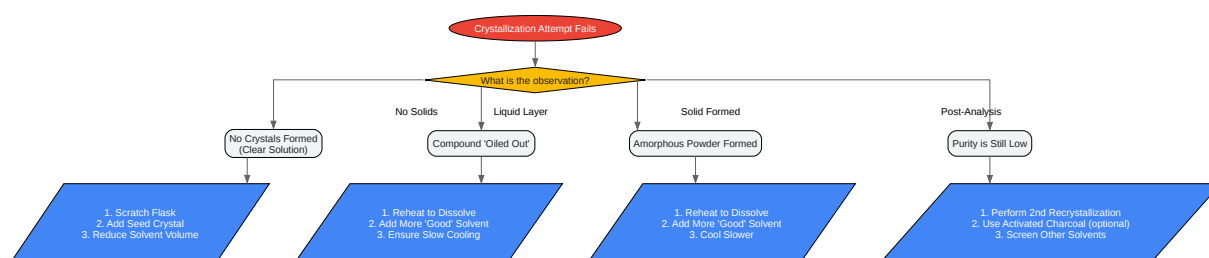 Crystallization Attempt Fails
What is the observation?
No Solids
Liquid Layer
Solid Formed
Post-Analysis
No Crystals Formed
(Clear Solution)
Compound 'Oiled Out'
Amorphous Powder Formed
Purity is Still Low
1. Scratch Flask
2. Add Seed Crystal
3. Reduce Solvent Volume
1. Reheat to Dissolve
2. Add More 'Good' Solvent
3. Ensure Slow Cooling
1. Reheat to Dissolve
2. Add More 'Good' Solvent
3. Cool Slower
1. Perform 2nd Recrystallization
2. Use Activated Charcoal (optional)
3. Screen Other Solvents